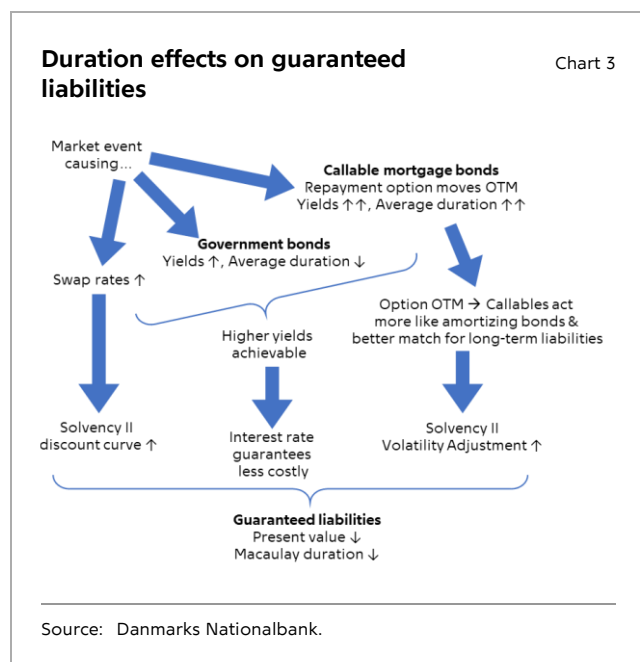 Duration effects on guaranteed
liabilities
Chart 3
Market event
causing...
Callable mortgage bonds
Repayment option moves OTM
Yields ↑↑, Average duration ↑↑
Government bonds
Yields ↑, Average duration ↓
Swap rates ↑
Option OTM → Callables act
more like amortizing bonds &
better match for long-term liabilities
Higher yields
achievable
Solvency II
discount curve ↑
Interest rate
guarantees
less costly
Solvency II
Volatility Adjustment ↑
Guaranteed liabilities
Present value ↓
Macaulay duration ↓
Source: Danmarks Nationalbank.